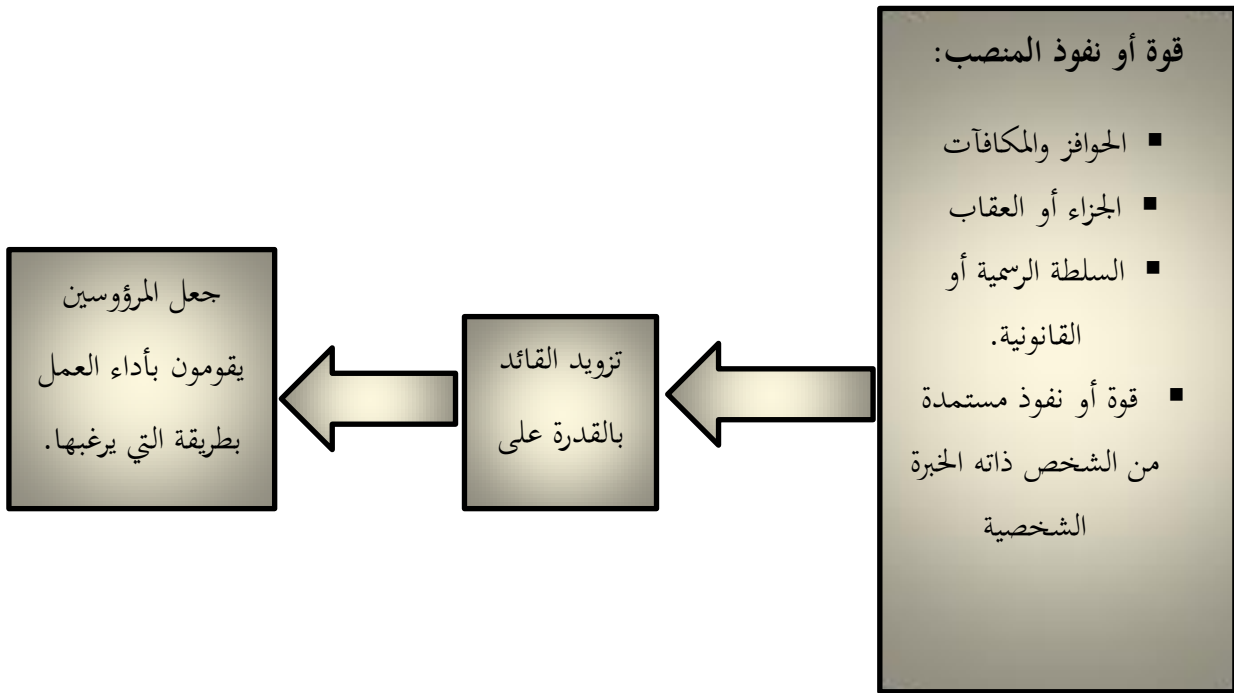 قوة أو نفوذ المنصب:
▪ الحوافز والمكافآت
▪ الجزاء أو العقاب
▪ السلطة الرسمية أو
القانونية.
▪ قوة أو نفوذ مستمدة
من الشخص ذاته الخبرة
الشخصية
تزويد القائد
بالقدرة على
جعل المرؤوسين
يقومون بأداء العمل
بطريقة التي يرغبها.